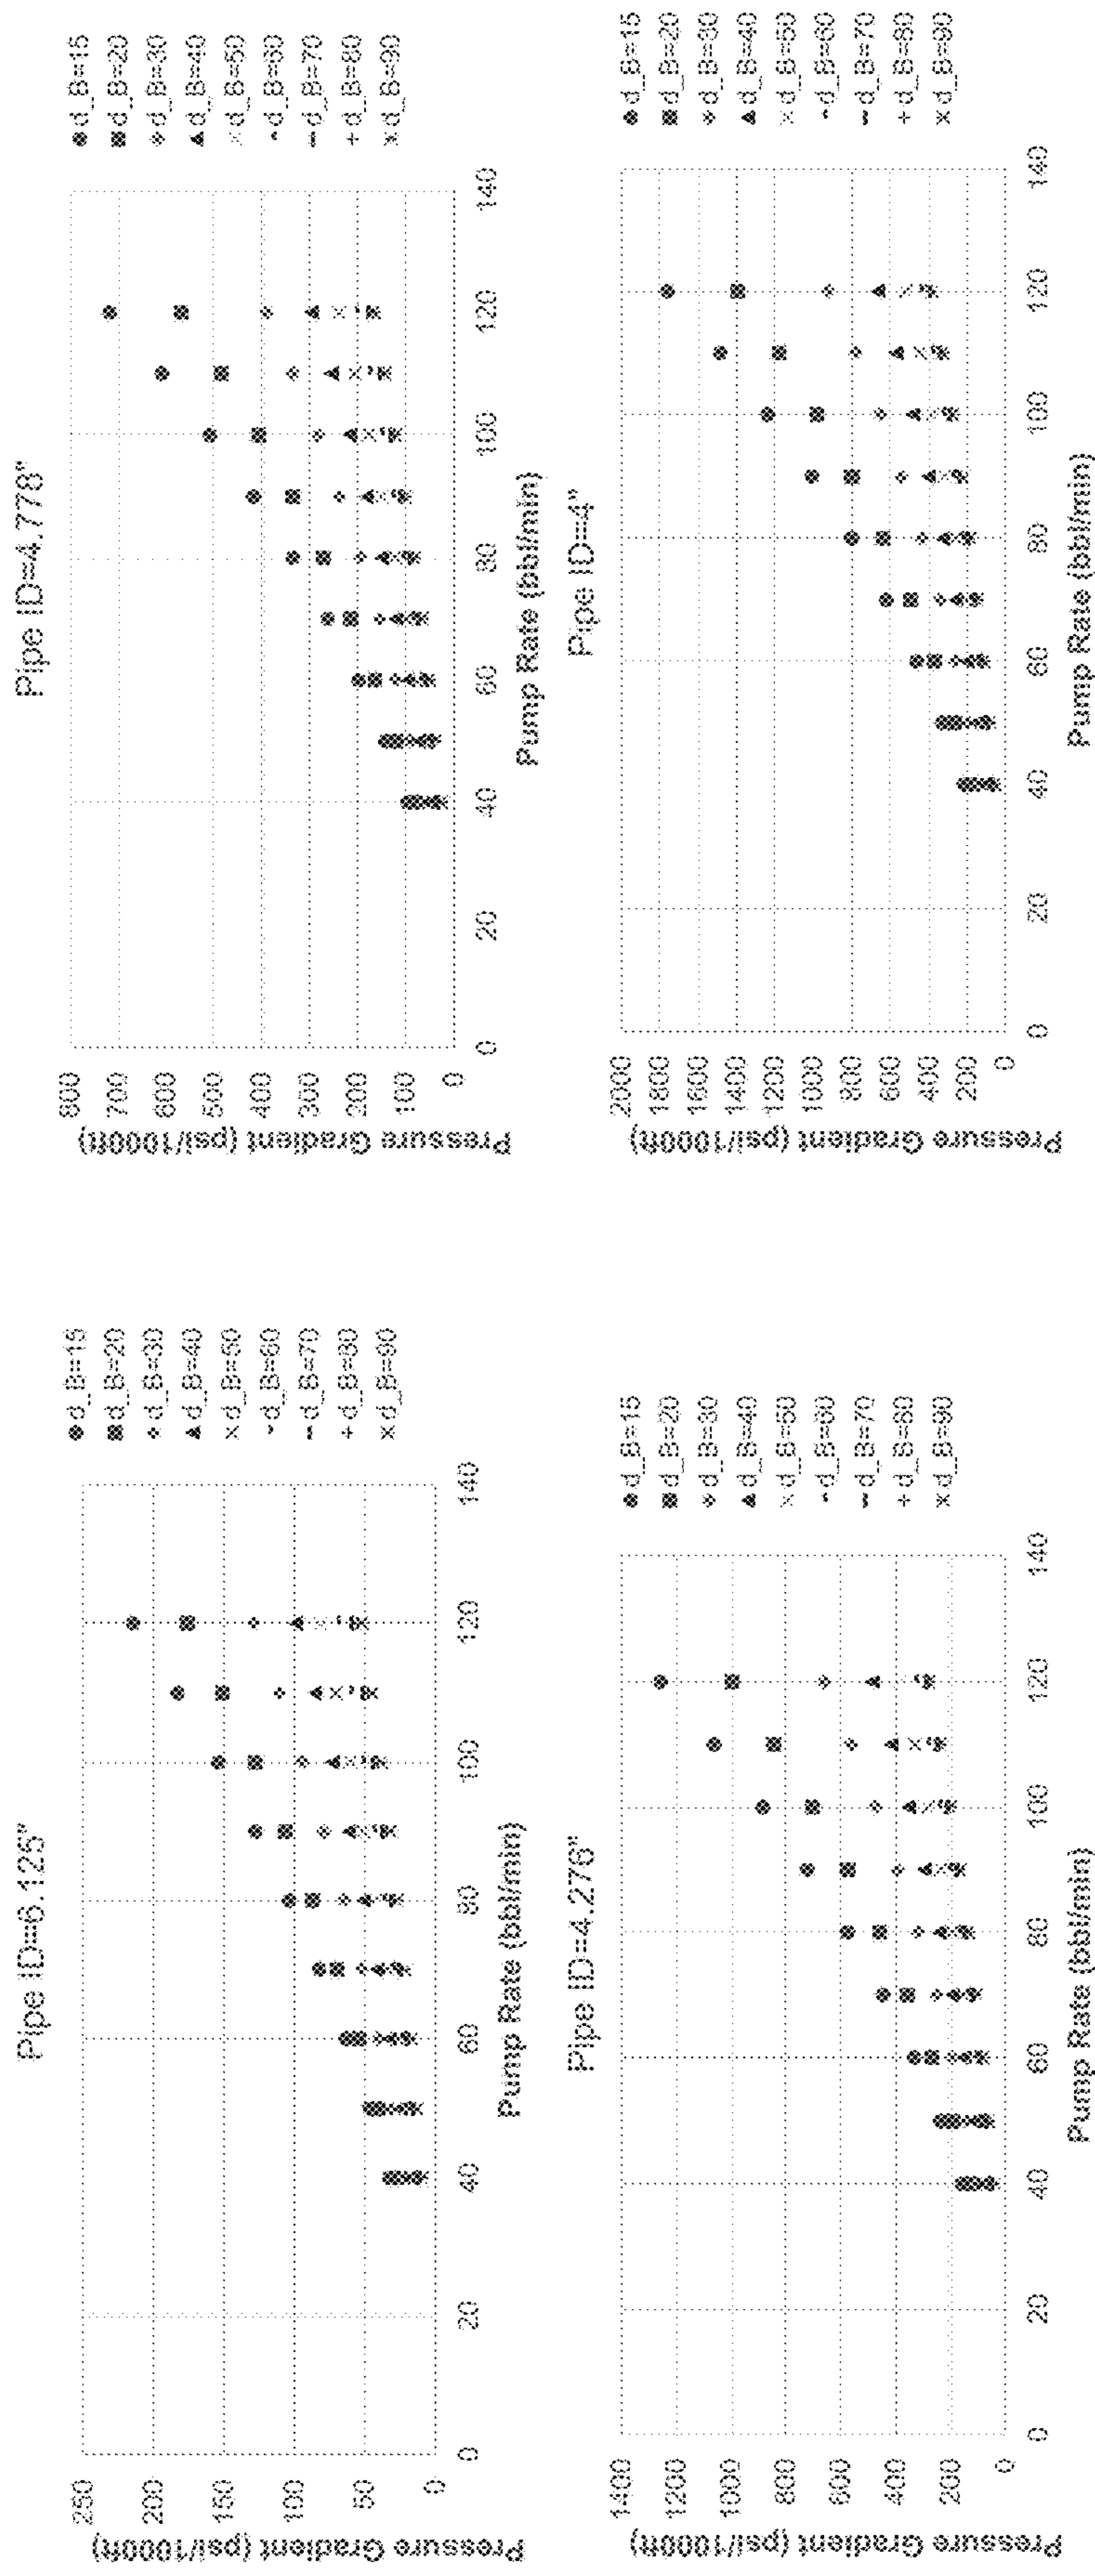 Pipe ID=6.125"
Pressure Gradient (psi/1000ft)
250
200
150
100
50
0
0
20
40
60
80
100
120
140
Pump Rate (bbl/min)
d_B=15
d_B=20
d_B=30
d_B=40
d_B=50
d_B=60
d_B=70
d_B=80
d_B=90
Pipe ID=4.778"
Pressure Gradient (psi/1000ft)
800
700
600
500
400
300
200
100
0
0
20
40
60
80
100
120
140
Pump Rate (bbl/min)
d_B=15
d_B=20
d_B=30
d_B=40
d_B=50
d_B=60
d_B=70
d_B=80
d_B=90
Pipe ID=4.276"
Pressure Gradient (psi/1000ft)
1400
1200
1000
800
600
400
200
0
0
20
40
60
80
100
120
140
Pump Rate (bbl/min)
d_B=15
d_B=20
d_B=30
d_B=40
d_B=50
d_B=60
d_B=70
d_B=80
d_B=90
Pipe ID=4"
Pressure Gradient (psi/1000ft)
2000
1800
1600
1400
1200
1000
800
600
400
200
0
0
20
40
60
80
100
120
140
Pump Rate (bbl/min)
d_B=15
d_B=20
d_B=30
d_B=40
d_B=50
d_B=60
d_B=70
d_B=80
d_B=90